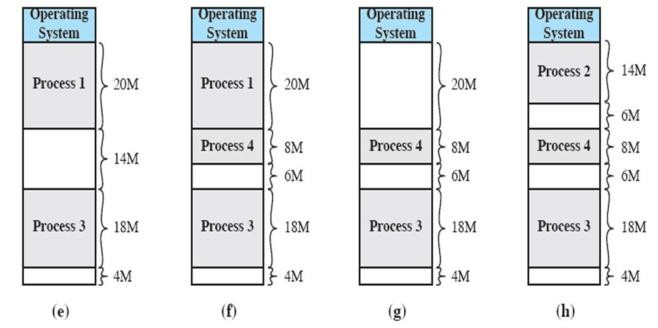 Operating
System
Process 1
20M
14M
Process 3
18M
4M
(e)
Operating
System
Process 1
20M
Process 4
8M
6M
Process 3
18M
4M
(f)
Operating
System
20M
Process 4
8M
6M
Process 3
18M
4M
(g)
Operating
System
Process 2
14M
6M
Process 4
8M
6M
Process 3
18M
4M
(h)